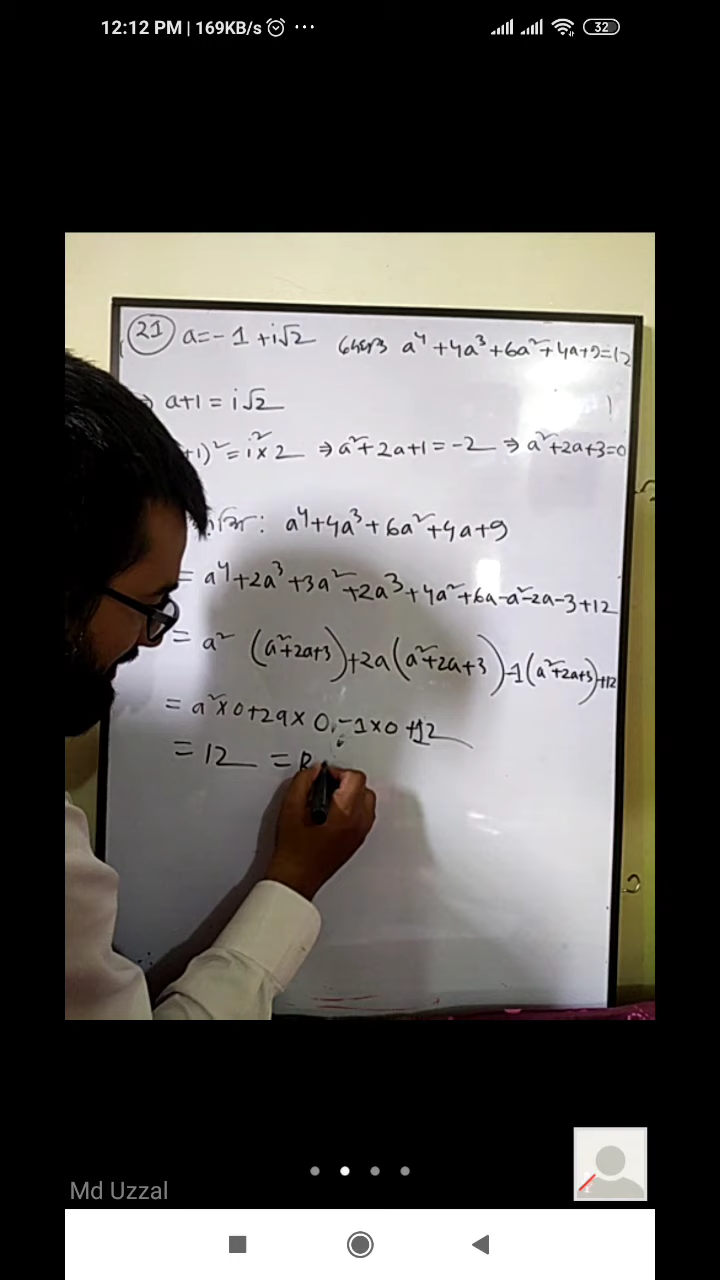 12:12 PM | 169KB/s
32
(21) a=-1+i√2 a⁴+4a³+6a²+4a+9=12
⇒ a+1=i√2
+1)²=i²×2 ⇒a²+2a+1=-2 ⇒a²+2a+3=0
: a⁴+4a³+6a²+4a+9
= a⁴+2a³+3a²+2a³+4a²+6a-a²-2a-3+12
= a² (a²+2a+3)+2a(a²+2a+3)-1(a²+2a+3)+12
= a²×0+2a×0-1×0+12
= 12 = R
Md Uzzal